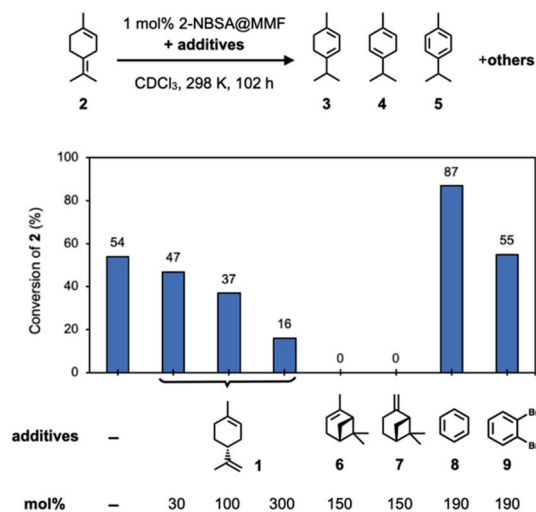 1 mol% 2-NBSA@MMF
+ additives
+others
CDCl3, 298 K, 102 h
2 3 4 5
Conversion of 2 (%)
100
80
60
40
20
0
54 47 37 16 0 0 87 55
Br
Br
additives – 1 6 7 8 9
mol% – 30 100 300 150 150 190 190